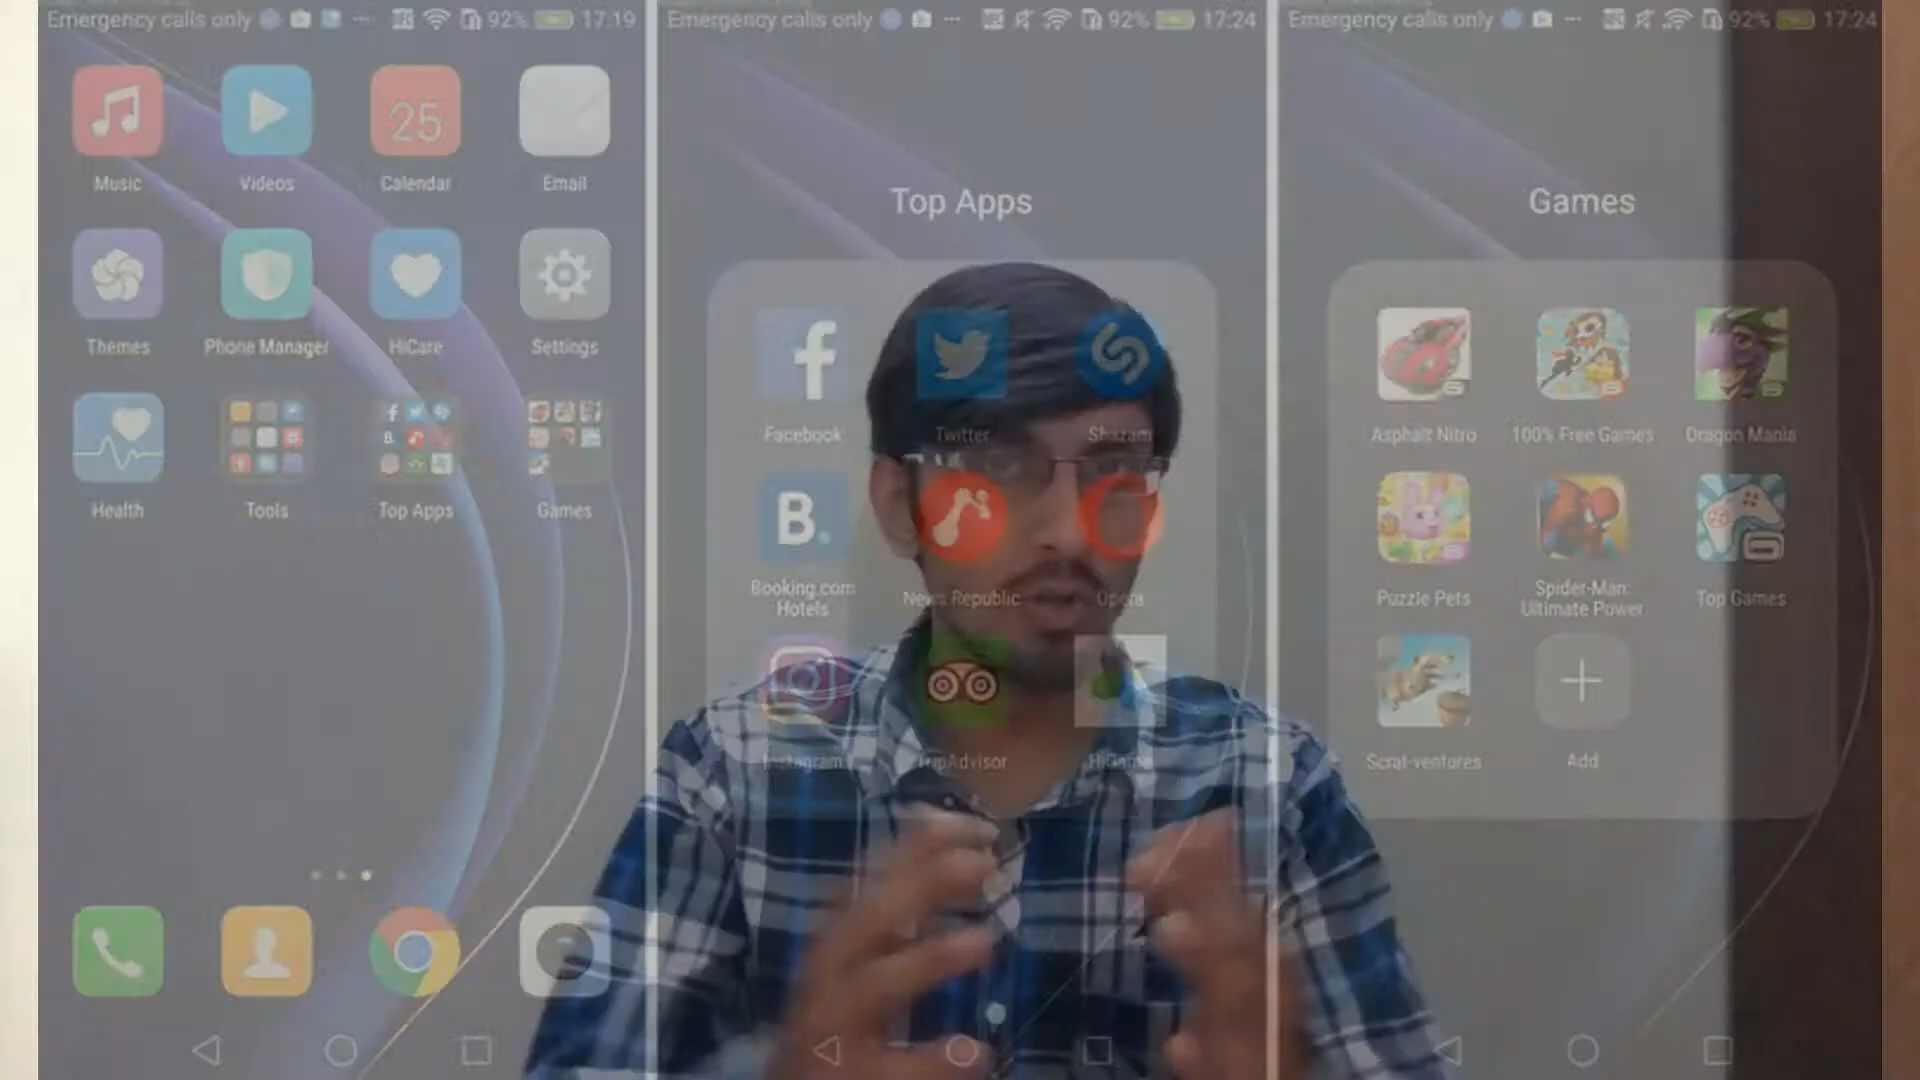 Emergency calls only 92% 17:19
Emergency calls only 92% 17:24
Emergency calls only 92% 17:24
25
Music Videos Calendar Email
Themes Phone Manager HiCare Settings
Health Tools Top Apps Games
Top Apps
Facebook Twitter Shazam
B.
Booking.com
Hotels
News Republic Opera
Instagram TripAdvisor HiGame
Games
Asphalt Nitro 100% Free Games Dragon Mania
Puzzle Pets Spider-Man:
Ultimate Power
Top Games
Scrat-ventures Add